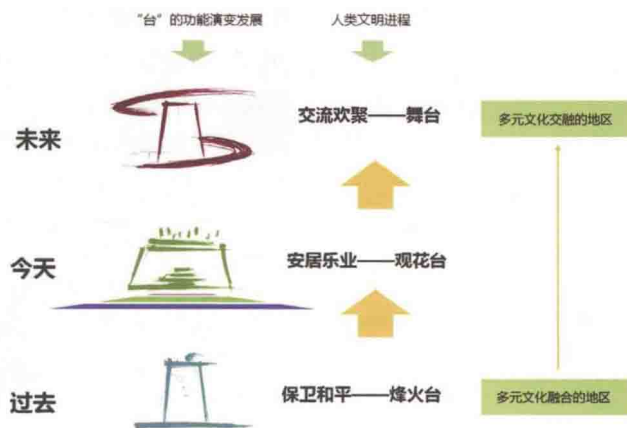 “台”的功能演变发展
人类文明进程
未来
交流欢聚——舞台
多元文化交融的地区
今天
安居乐业——观花台
过去
保卫和平——烽火台
多元文化融合的地区